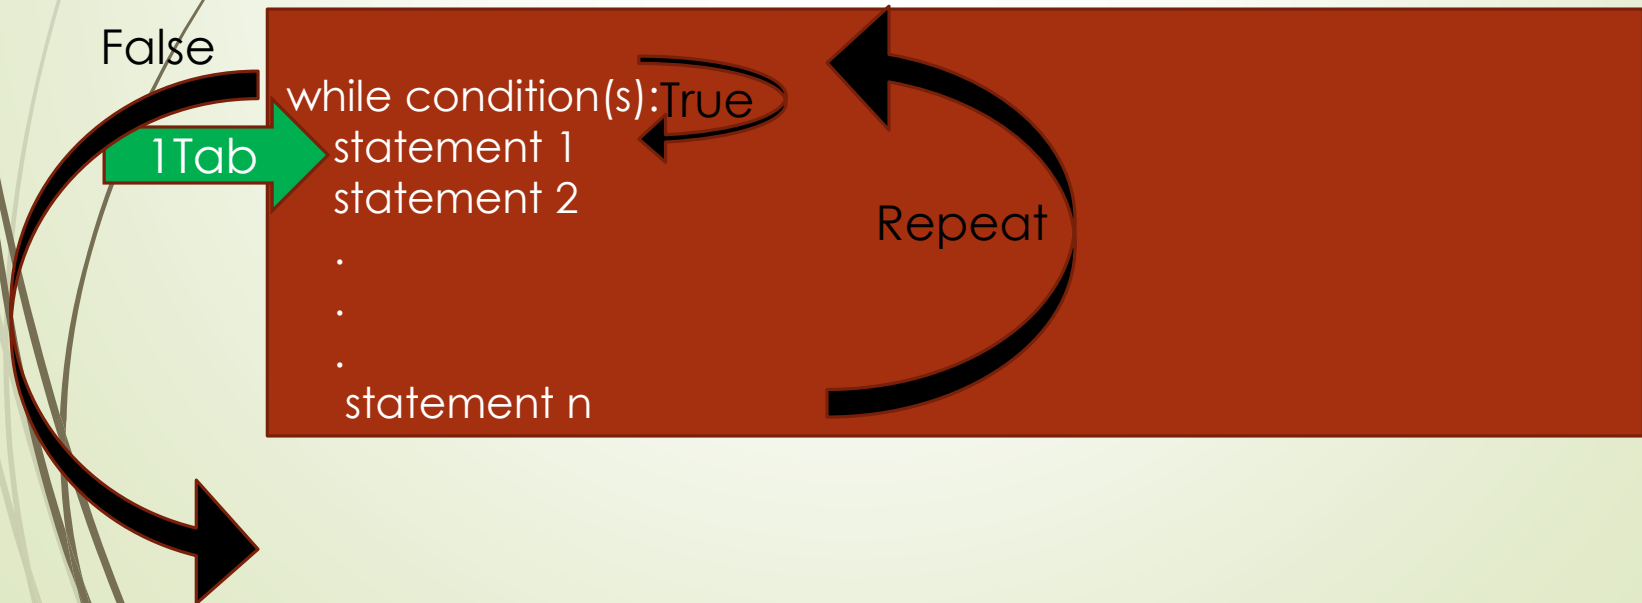 False
while condition(s):True
1Tab
statement 1
statement 2
Repeat
.
.
.
statement n